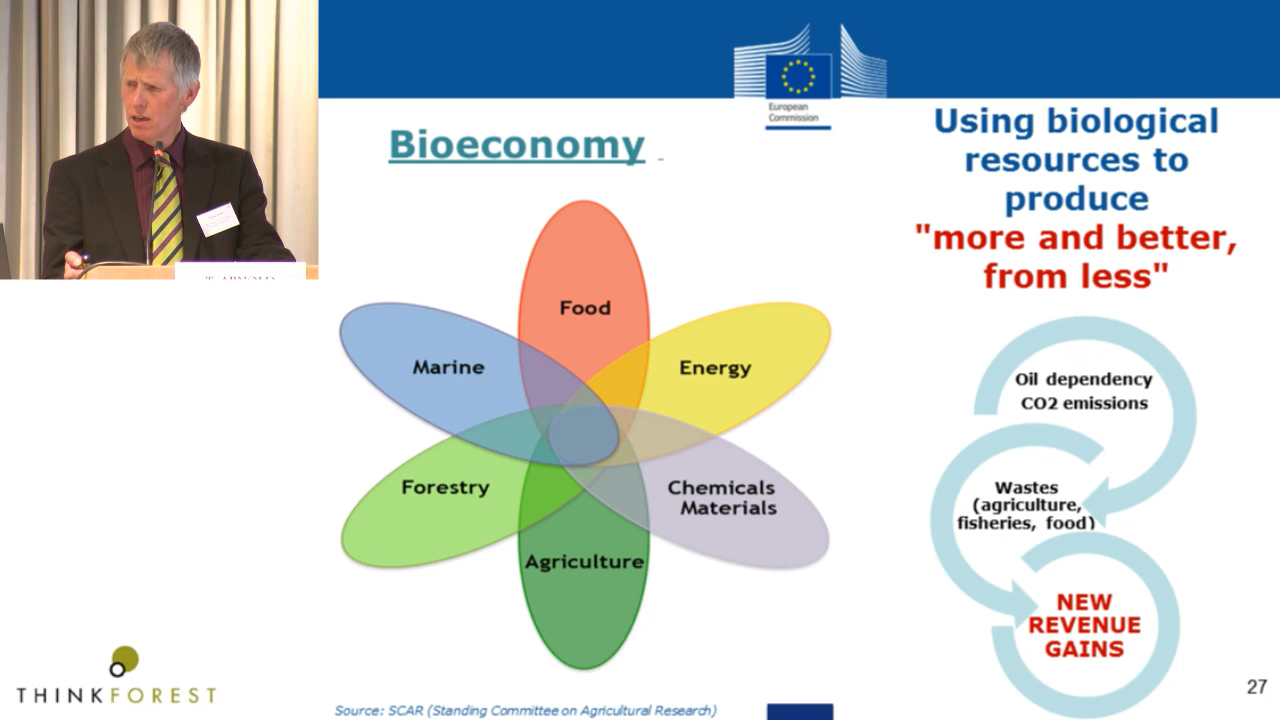 European
Commission
Bioeconomy
Using biological
resources to
produce
"more and better,
from less"
Food
Marine
Energy
Forestry
Chemicals
Materials
Agriculture
Oil dependency
CO2 emissions
Wastes
(agriculture,
fisheries, food)
NEW
REVENUE
GAINS
THINKFOREST
Source: SCAR (Standing Committee on Agricultural Research)
27